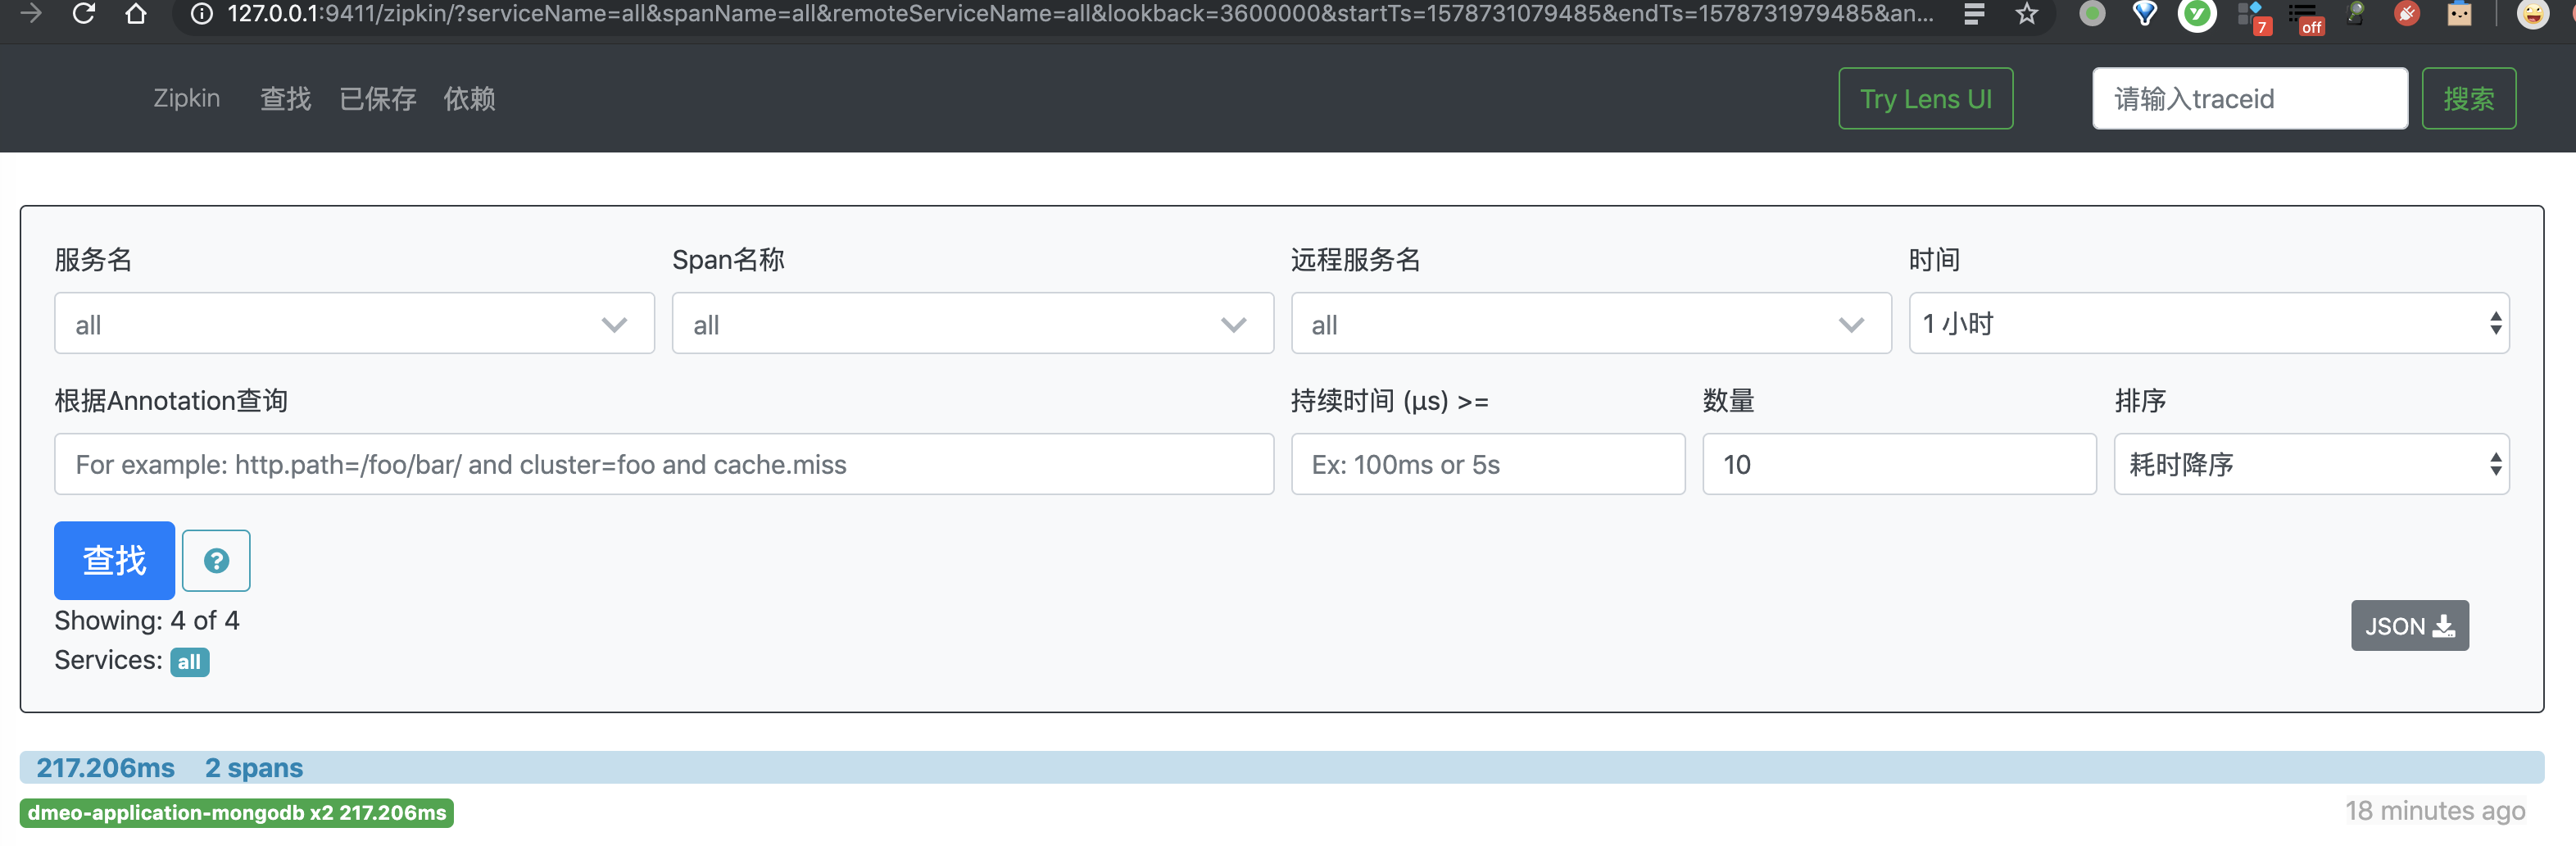 127.0.0.1:9411/zipkin/?serviceName=all&spanName=all&remoteServiceName=all&lookback=3600000&startTs=1578731079485&endTs=1578731979485&an...
7
off
Zipkin 查找 已保存 依赖 Try Lens UI 请输入traceid 搜索
服务名 Span名称 远程服务名 时间
all all all 1 小时
根据Annotation查询 持续时间 (μs) >= 数量 排序
For example: http.path=/foo/bar/ and cluster=foo and cache.miss Ex: 100ms or 5s 10 耗时降序
查找 ?
Showing: 4 of 4
JSON
Services: all
217.206ms 2 spans
dmeo-application-mongodb x2 217.206ms 18 minutes ago